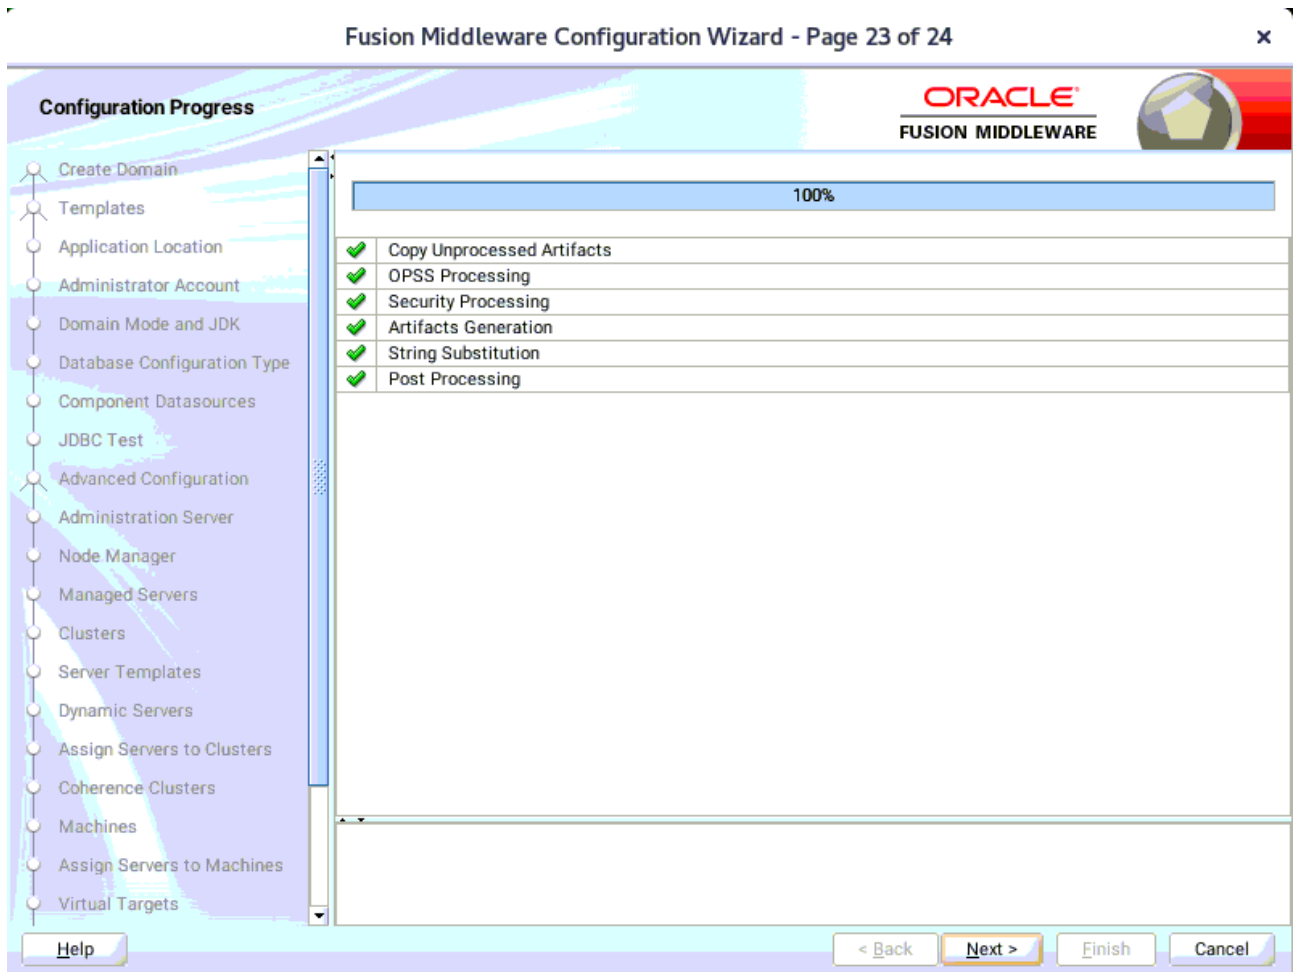 Fusion Middleware Configuration Wizard - Page 23 of 24
Configuration Progress
ORACLE
FUSION MIDDLEWARE
Create Domain
Templates
Application Location
Administrator Account
Domain Mode and JDK
Database Configuration Type
Component Datasources
JDBC Test
Advanced Configuration
Administration Server
Node Manager
Managed Servers
Clusters
Server Templates
Dynamic Servers
Assign Servers to Clusters
Coherence Clusters
Machines
Assign Servers to Machines
Virtual Targets
100%
Copy Unprocessed Artifacts
OPSS Processing
Security Processing
Artifacts Generation
String Substitution
Post Processing
Help
< Back
Next >
Finish
Cancel